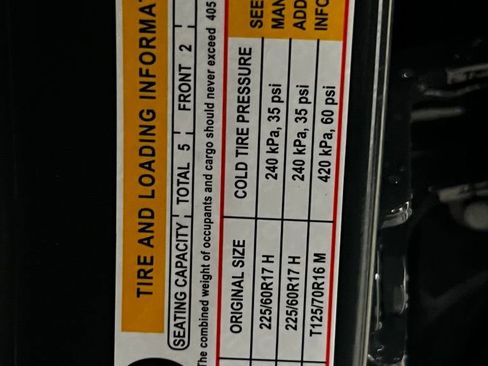 TIRE AND LOADING INFORMAT
SEATING CAPACITY TOTAL 5 FRONT 2
The combined weight of occupants and cargo should never exceed 405
ORIGINAL SIZE COLD TIRE PRESSURE SEE
225/60R17 H 240 kPa, 35 psi MAN
225/60R17 H 240 kPa, 35 psi ADD
T125/70R16 M 420 kPa, 60 psi INFO